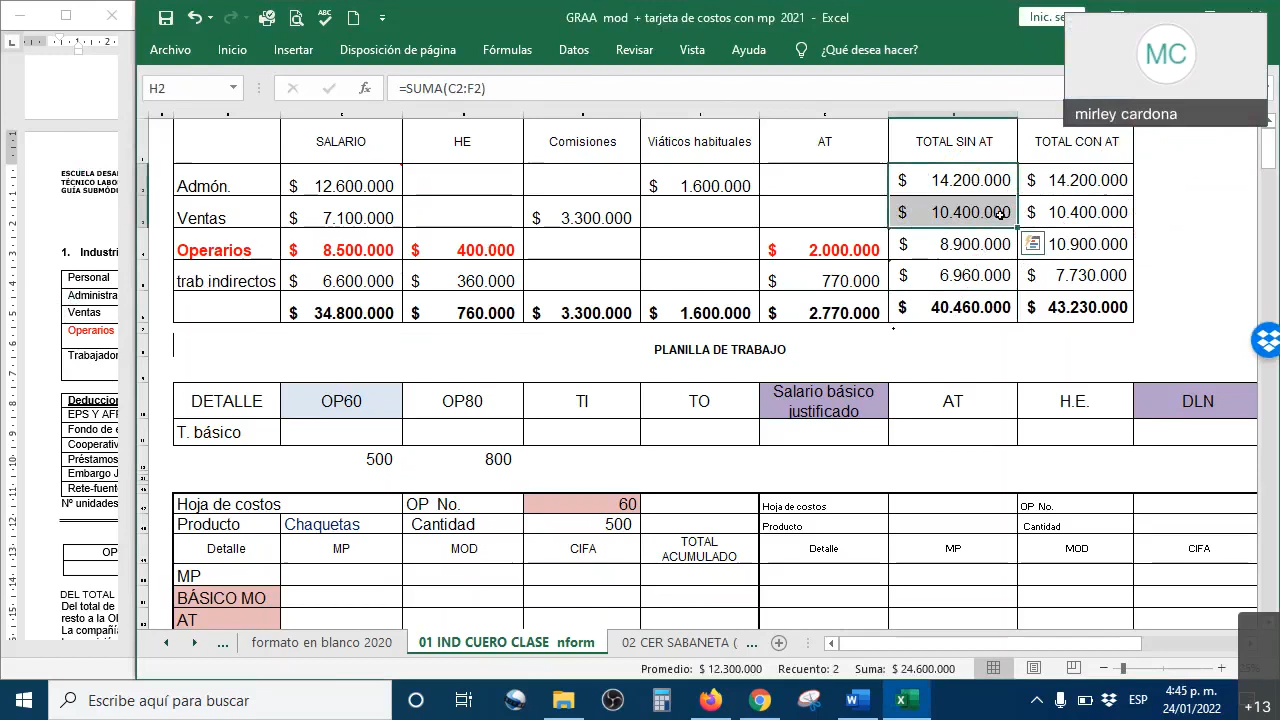 GRAA mod + tarjeta de costos con mp 2021 - Excel
Inic. se
Archivo Inicio Insertar Disposición de página Fórmulas Datos Revisar Vista Ayuda ¿Qué desea hacer?
MC
mirley cardona
H2 fx =SUMA(C2:F2)
SALARIO HE Comisiones Viáticos habituales AT TOTAL SIN AT TOTAL CON AT
Admón. $ 12.600.000 $ 1.600.000 $ 14.200.000 $ 14.200.000
Ventas $ 7.100.000 $ 3.300.000 $ 10.400.000 $ 10.400.000
Operarios $ 8.500.000 $ 400.000 $ 2.000.000 $ 8.900.000 10.900.000
trab indirectos $ 6.600.000 $ 360.000 $ 770.000 $ 6.960.000 $ 7.730.000
$ 34.800.000 $ 760.000 $ 3.300.000 $ 1.600.000 $ 2.770.000 $ 40.460.000 $ 43.230.000
PLANILLA DE TRABAJO
DETALLE OP60 OP80 TI TO Salario básico justificado AT H.E. DLN
T. básico
500 800
Hoja de costos OP No. 60 Hoja de costos OP No.
Producto Chaquetas Cantidad 500 Producto Cantidad
Detalle MP MOD CIFA TOTAL ACUMULADO Detalle MP MOD CIFA
MP
BÁSICO MO
AT
ESCUELA DESAR
TÉCNICO LABOR
GUÍA SUBMÓDU
1. Industri
Personal
Administra
Ventas
Operarios
Trabajador
Deduccion
EPS Y AFF
Fondo de e
Cooperativ
Préstamos
Embargo J
Rete-fuent
Nº unidades
OP
DEL TOTAL
Del total de
resto a la OP
La compañí
... formato en blanco 2020 01 IND CUERO CLASE nform 02 CER SABANETA ( ...
Promedio: $ 12.300.000 Recuento: 2 Suma: $ 24.600.000
Escribe aquí para buscar
ESP
4:45 p. m.
24/01/2022
+13